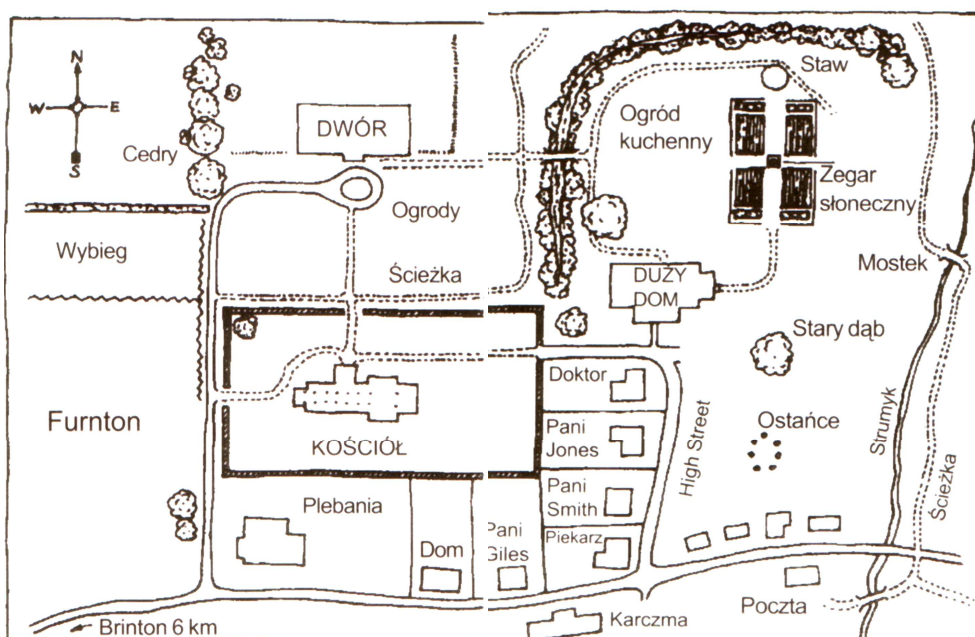 N
W
E
S
Cedry
DWÓR
Staw
Ogród
kuchenny
Zegar
słoneczny
Ogrody
Wybieg
Ścieżka
DUŻY
DOM
Mostek
Stary dąb
Doktor
Furnton
KOŚCIÓŁ
Pani
Jones
High Street
Ostańce
Strumyk
Ścieżka
Plebania
Pani
Smith
Dom
Pani
Giles
Piekarz
Brinton 6 km
Karczma
Poczta